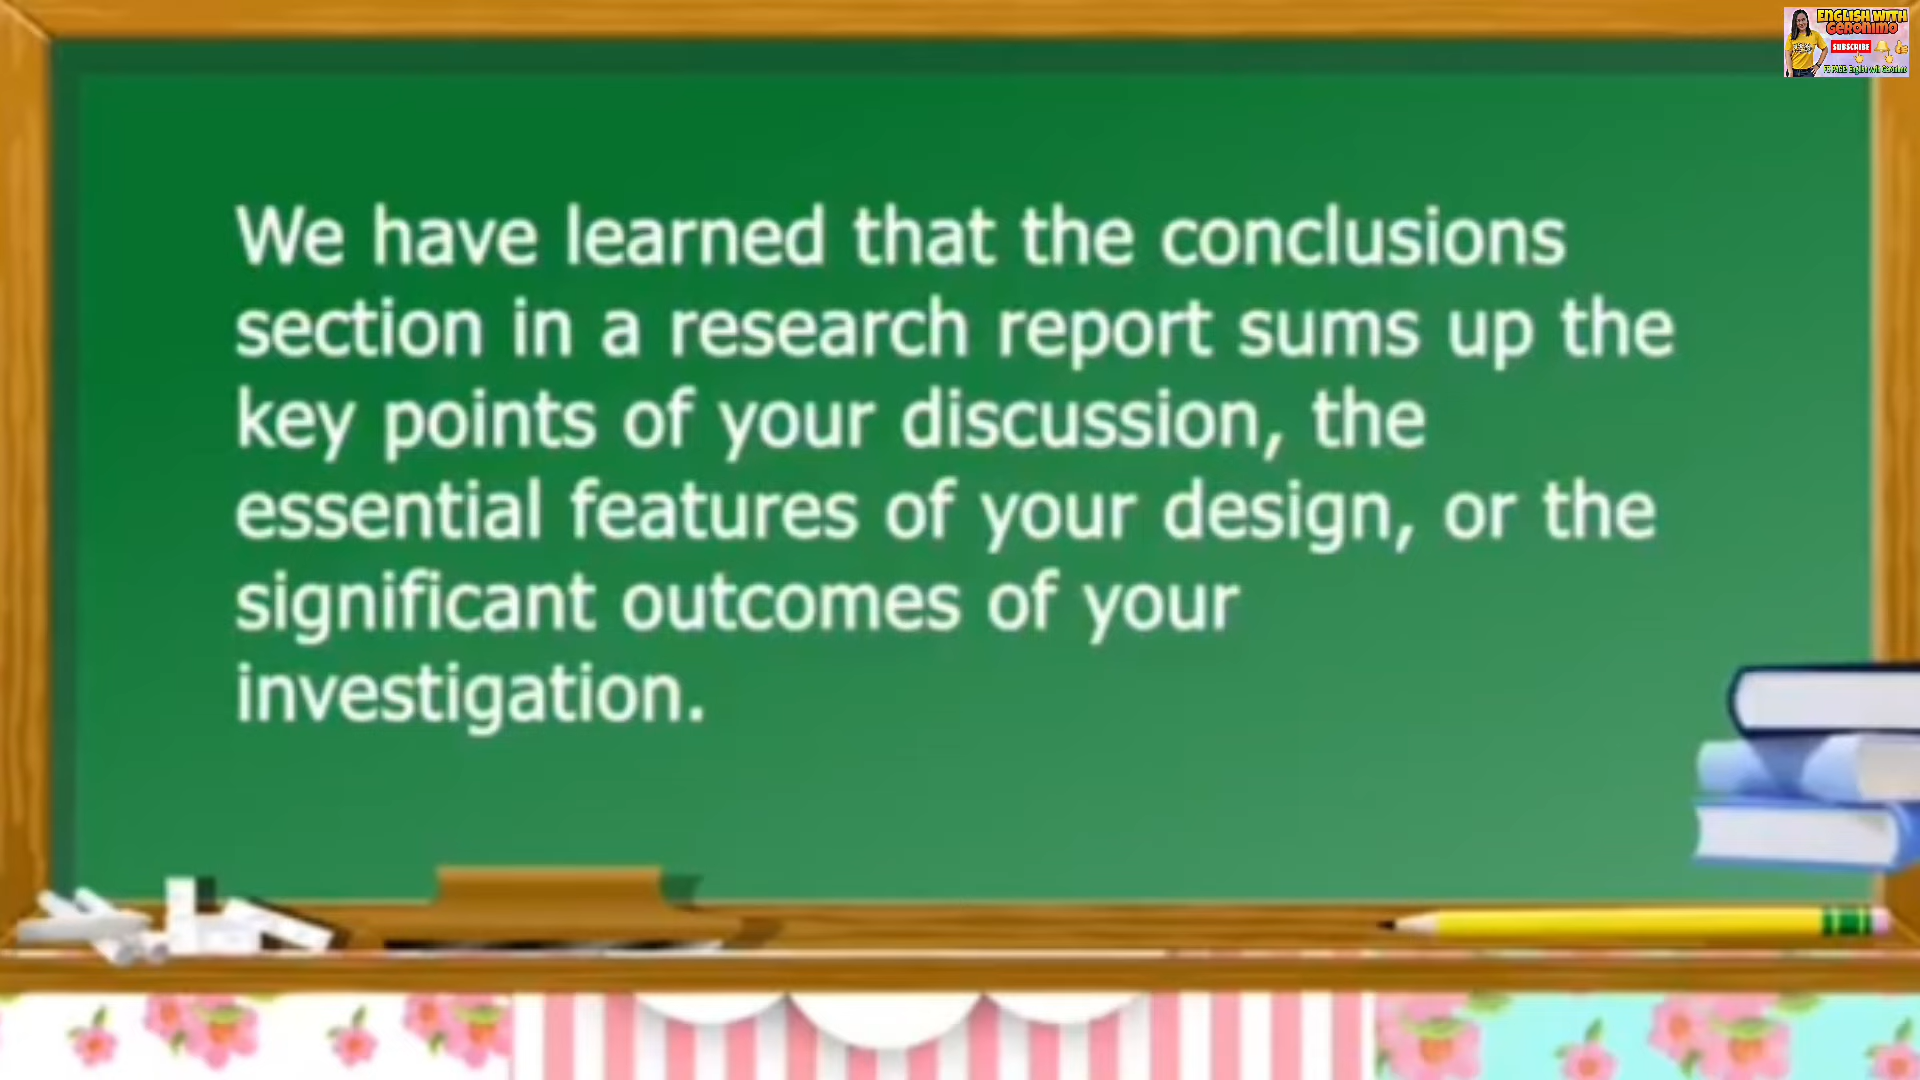 ENGLISH WITH
GERONIMO
SUBSCRIBE
We have learned that the conclusions
section in a research report sums up the
key points of your discussion, the
essential features of your design, or the
significant outcomes of your
investigation.